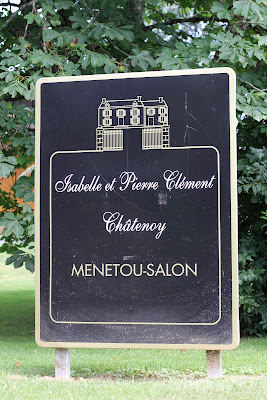 Isabelle et Pierre Clément
Châtenoy
MENETOU-SALON